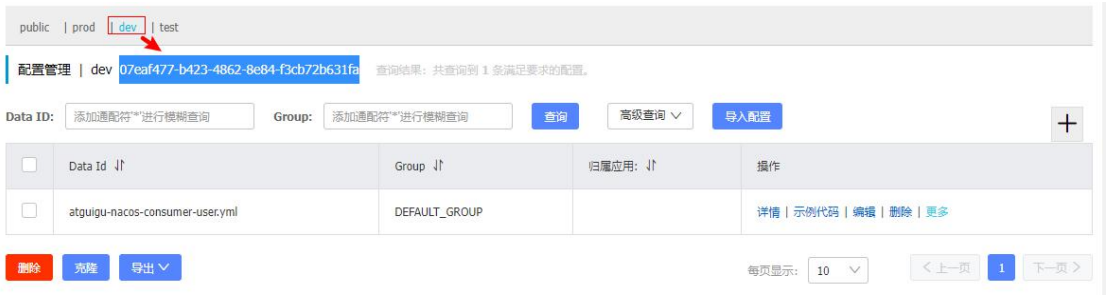 public | prod | dev | test
配置管理 | dev 07eaf477-b423-4862-8e84-f3cb72b631fa 查询结果：共查询到 1 条满足要求的配置。
Data ID: 添加通配符'*'进行模糊查询 Group: 添加通配符'*'进行模糊查询 查询 高级查询 导入配置
Data Id Group 归属应用: 操作
atguigu-nacos-consumer-user.yml DEFAULT_GROUP 详情 | 示例代码 | 编辑 | 删除 | 更多
删除 克隆 导出 每页显示: 10 < 上一页 1 下一页 >